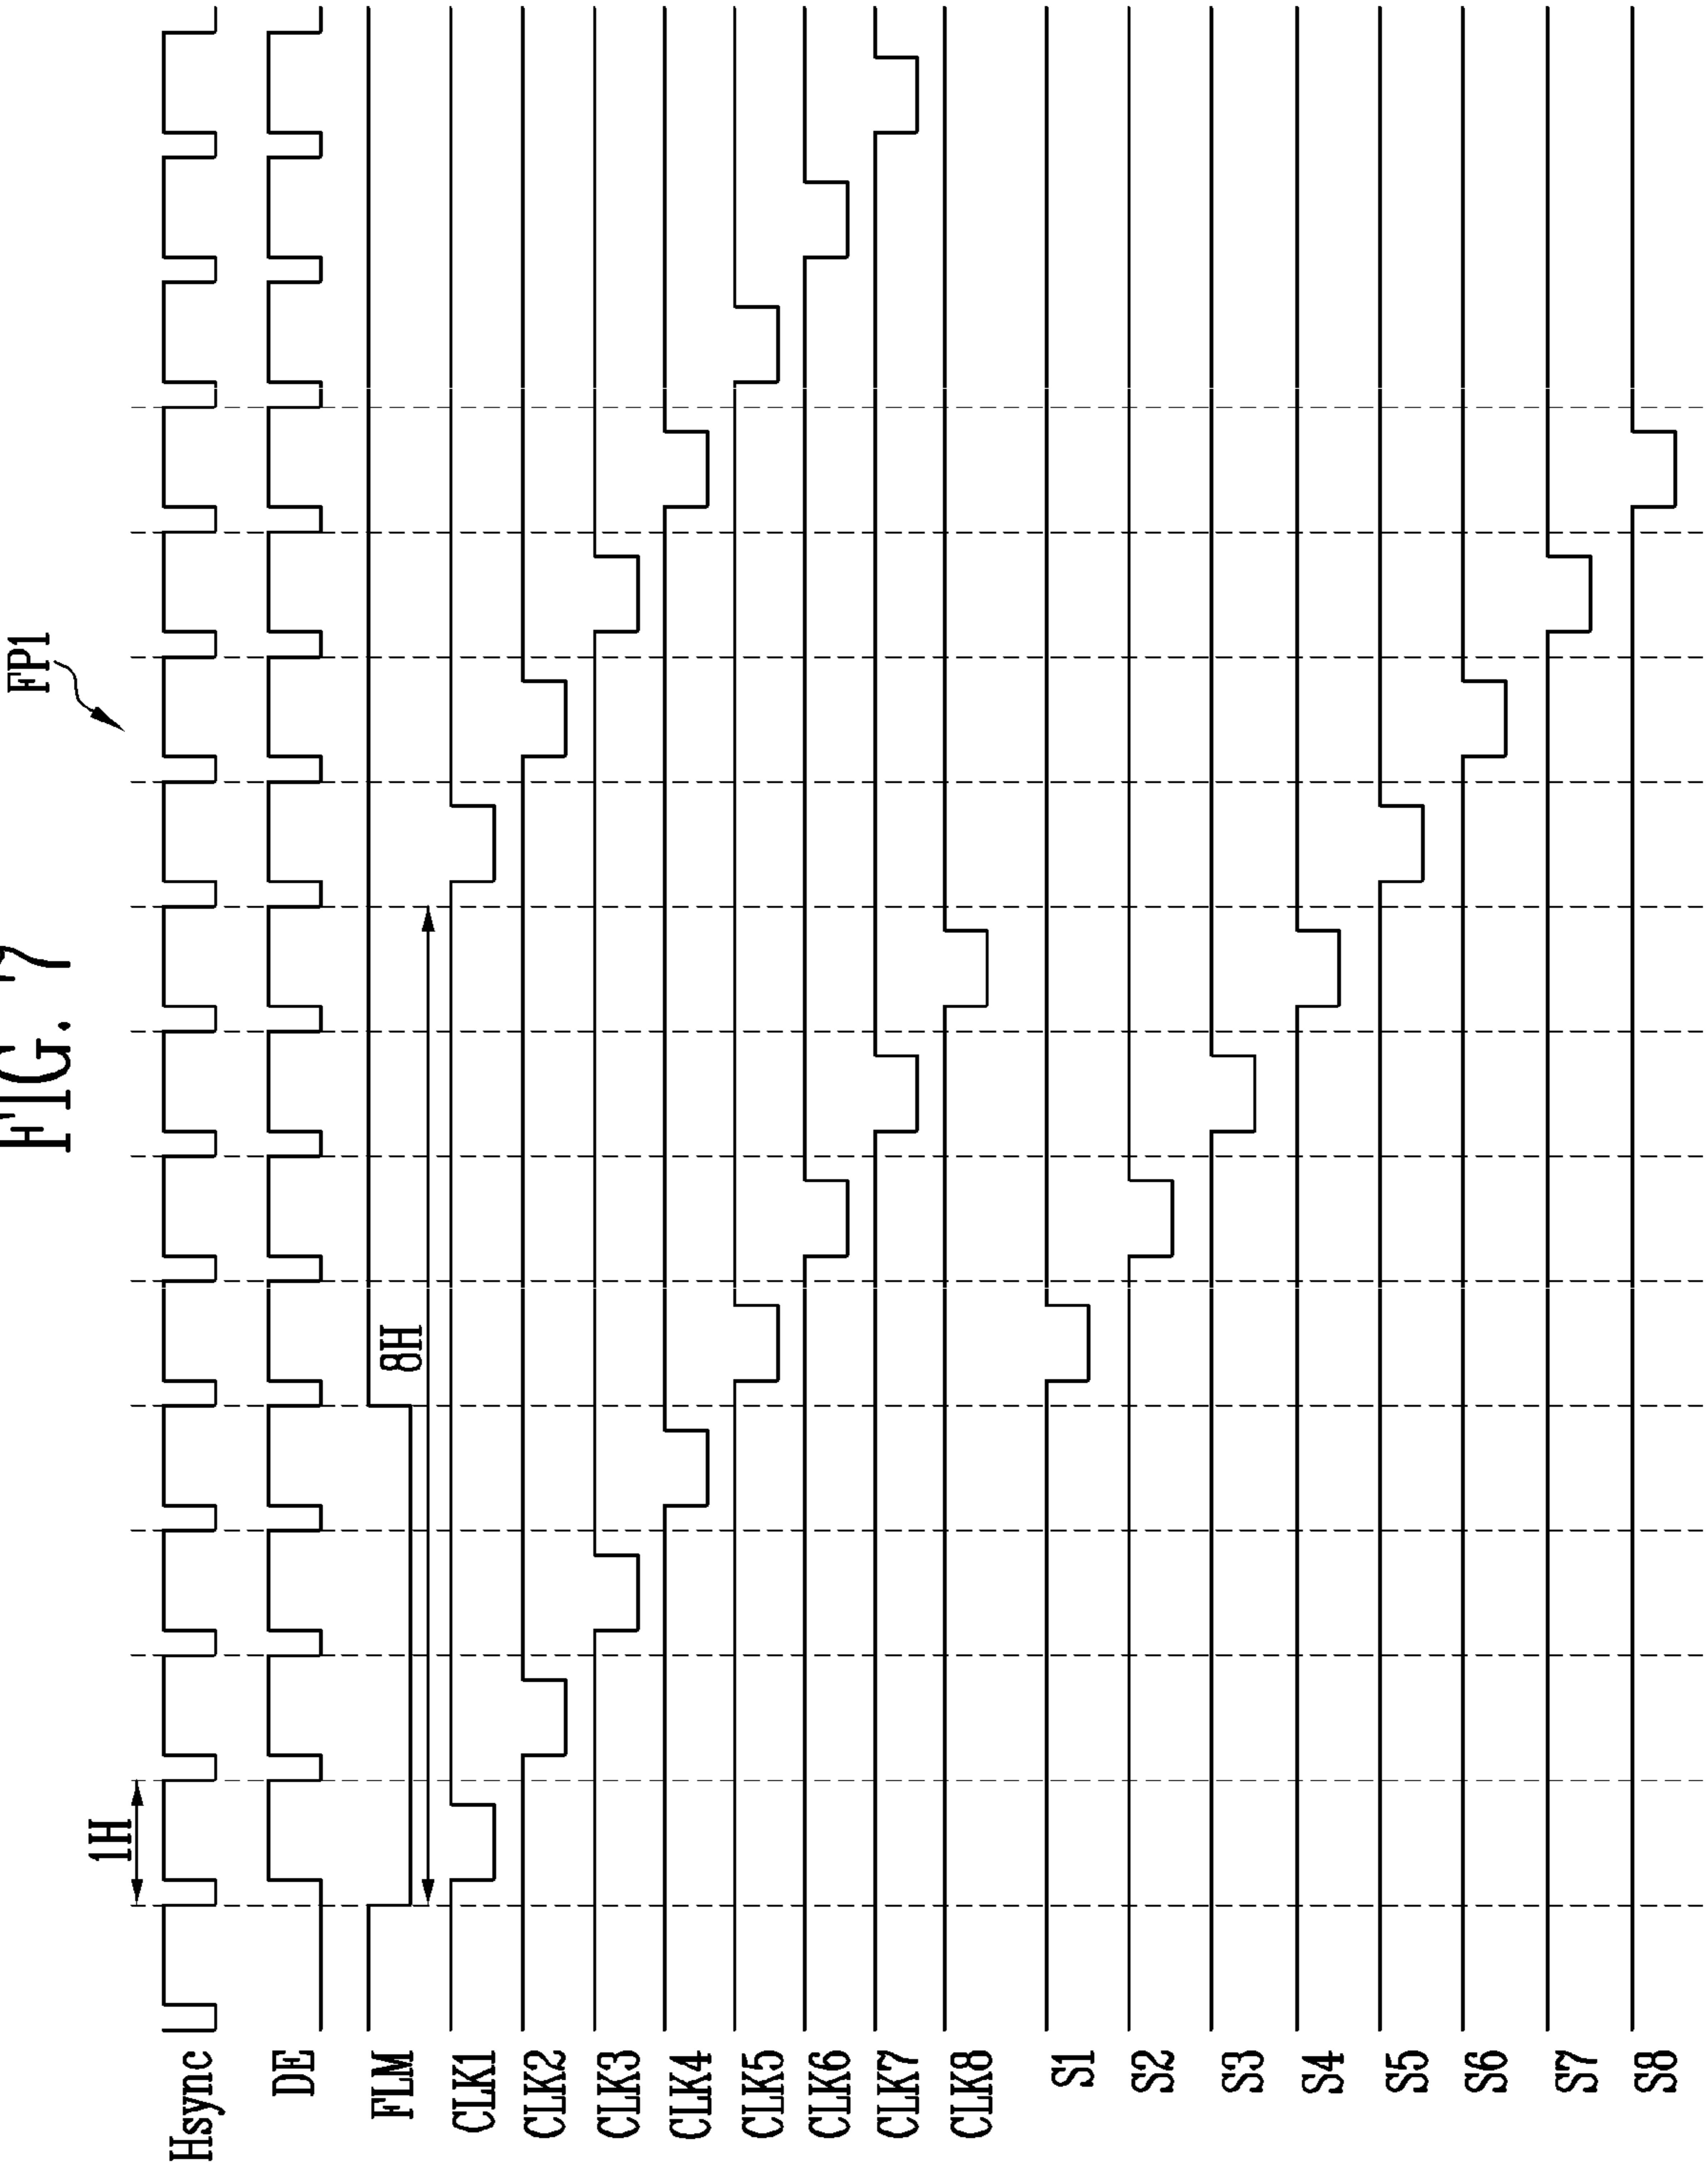 FIG. 7
FP1
1H
Hsync
DE
FLM
8H
CLK1
CLK2
CLK3
CLK4
CLK5
CLK6
CLK7
CLK8
S1
S2
S3
S4
S5
S6
S7
S8